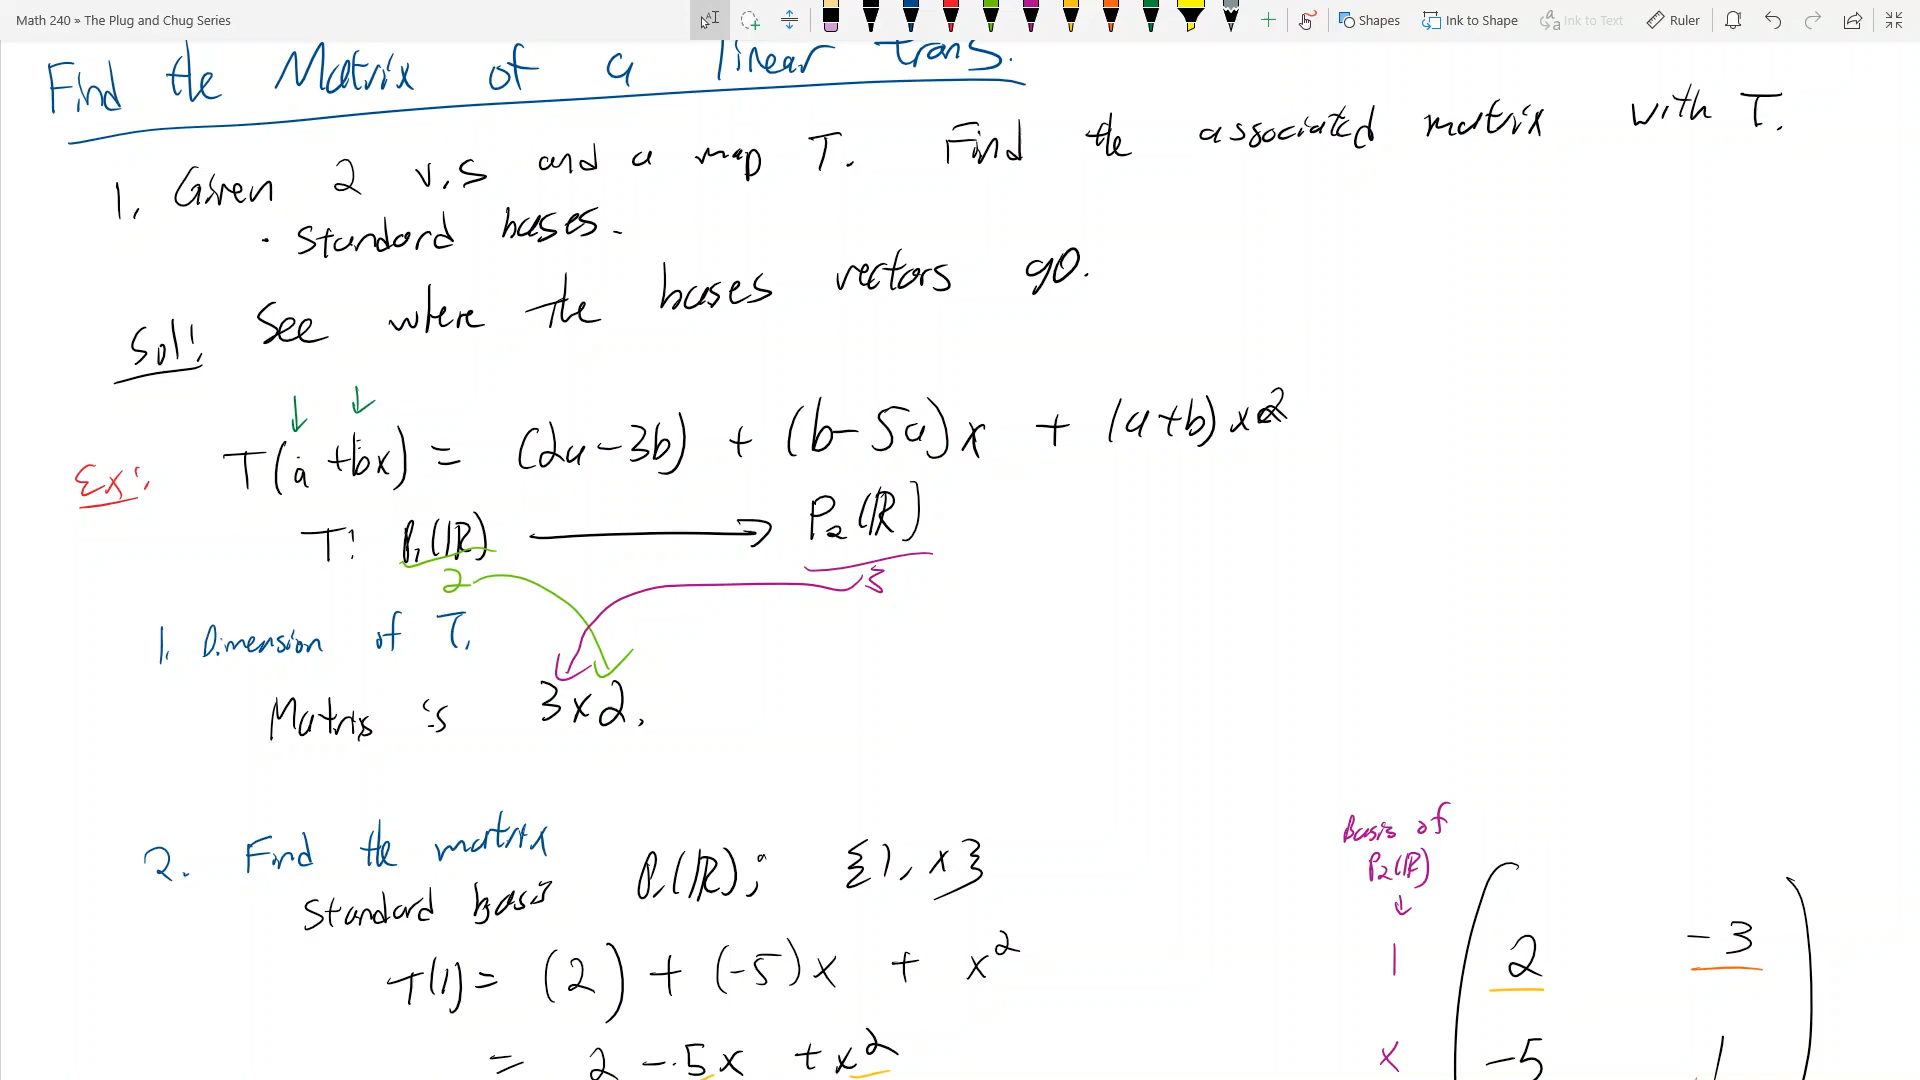 Math 240 » The Plug and Chug Series
Shapes
Ink to Shape
Ink to Text
Ruler
Find the Matrix of a linear trans.
1. Given 2 v.s and a map T. Find the associated matrix with T.
· Standard bases.
Sol: See where the bases vectors go.
Ex: T(a + bx) = (2a - 3b) + (b - 5a)x + (a + b)x2
T: P₁(ℝ) ⟶ P₂(ℝ)
2 3
1. Dimension of T.
Matrix is 3x2.
2. Find the matrix
Standard basis P₁(ℝ); {1, x}
T(1) = (2) + (-5)x + x²
= 2 - 5x + x²
Basis of
P₂(ℝ)
↓
1 2 -3
x -5 1